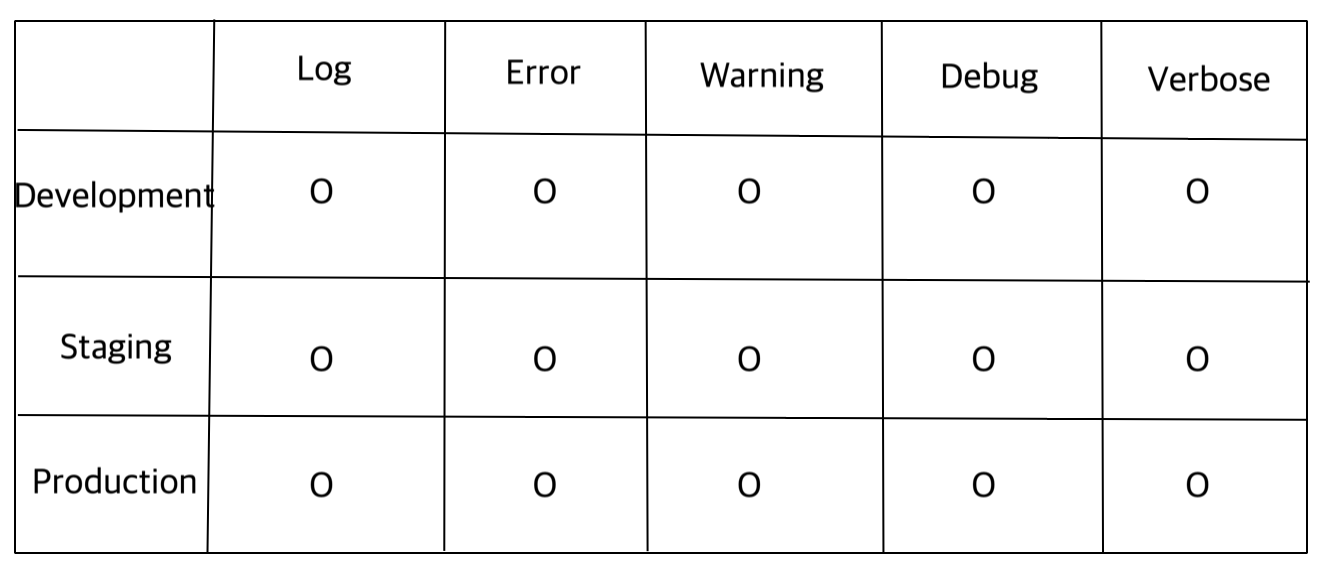 Log Error Warning Debug Verbose
Development O O O O O
Staging O O O O O
Production O O O O O